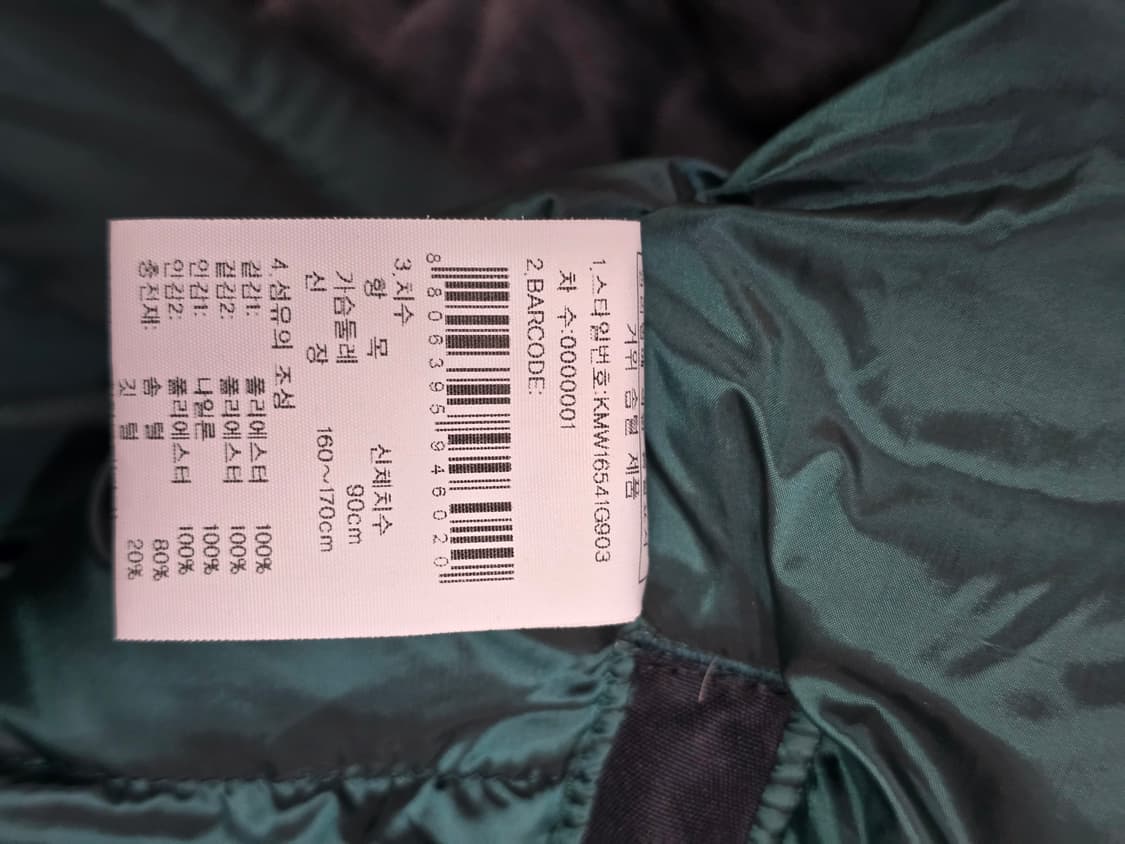 거위 솜털 제품
1.스타일번호:KMW16541G903
차 수:0000001
2.BARCODE:
8806395946020
3.치수
항 목 신체치수
가슴둘레 90cm
신 장 160~170cm
4.섬유의 조성
겉감1: 폴리에스터 100%
겉감2: 폴리에스터 100%
안감1: 나일론 100%
안감2: 폴리에스터 100%
충전재: 솜 털 80%
깃 털 20%